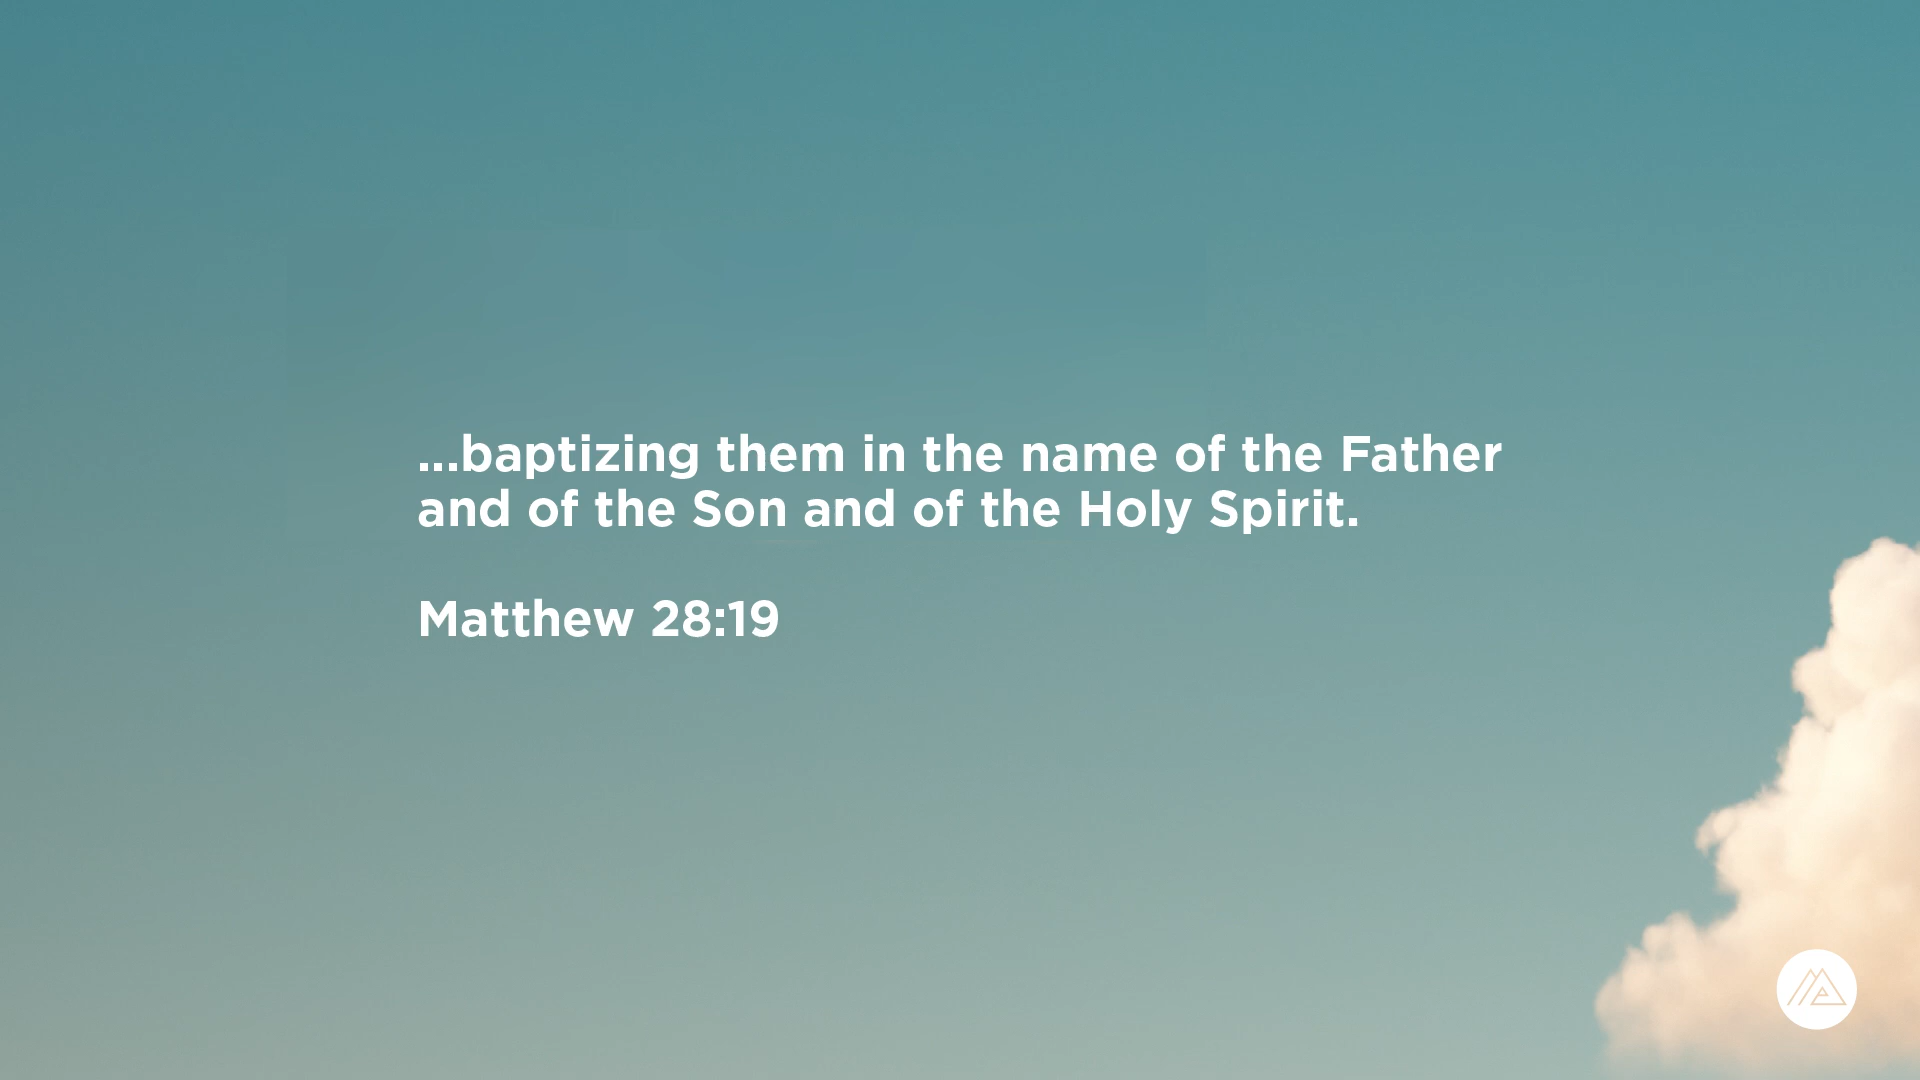 ...baptizing them in the name of the Father
and of the Son and of the Holy Spirit.
Matthew 28:19